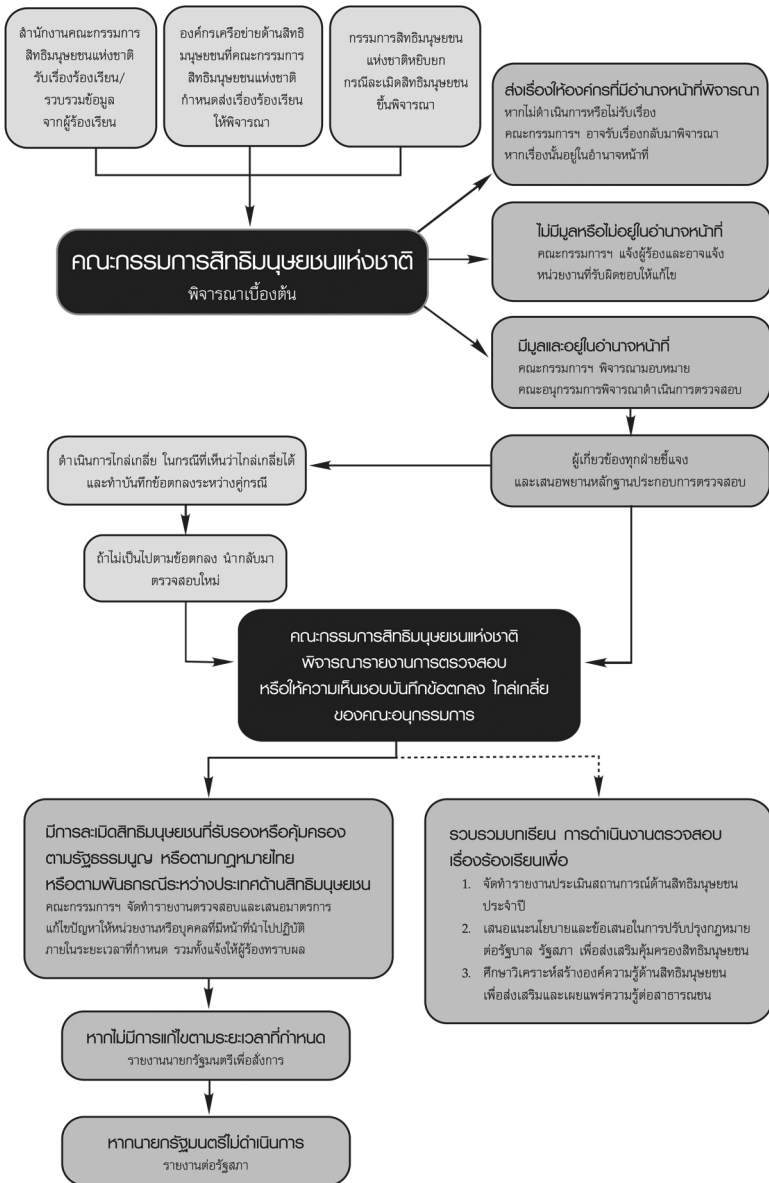 สำนักงานคณะกรรมการ
สิทธิมนุษยชนแห่งชาติ
รับเรื่องร้องเรียน/
รวบรวมข้อมูล
จากผู้ร้องเรียน
องค์กรเครือข่ายด้านสิทธิ
มนุษยชนที่คณะกรรมการ
สิทธิมนุษยชนแห่งชาติ
กำหนดส่งเรื่องร้องเรียน
ให้พิจารณา
กรรมการสิทธิมนุษยชน
แห่งชาติหยิบยก
กรณีละเมิดสิทธิมนุษยชน
ขึ้นพิจารณา
ส่งเรื่องให้องค์กรที่มีอำนาจหน้าที่พิจารณา
หากไม่ดำเนินการหรือไม่รับเรื่อง
คณะกรรมการฯ อาจรับเรื่องกลับมาพิจารณา
หากเรื่องนั้นอยู่ในอำนาจหน้าที่
คณะกรรมการสิทธิมนุษยชนแห่งชาติ
พิจารณาเบื้องต้น
ไม่มีมูลหรือไม่อยู่ในอำนาจหน้าที่
คณะกรรมการฯ แจ้งผู้ร้องและอาจแจ้ง
หน่วยงานที่รับผิดชอบให้แก้ไข
มีมูลและอยู่ในอำนาจหน้าที่
คณะกรรมการฯ พิจารณามอบหมาย
คณะอนุกรรมการพิจารณาดำเนินการตรวจสอบ
ดำเนินการไกล่เกลี่ย ในกรณีที่เห็นว่าไกล่เกลี่ยได้
และทำบันทึกข้อตกลงระหว่างคู่กรณี
ผู้เกี่ยวข้องทุกฝ่ายชี้แจง
และเสนอพยานหลักฐานประกอบการตรวจสอบ
ถ้าไม่เป็นไปตามข้อตกลง นำกลับมา
ตรวจสอบใหม่
คณะกรรมการสิทธิมนุษยชนแห่งชาติ
พิจารณารายงานการตรวจสอบ
หรือให้ความเห็นชอบบันทึกข้อตกลง ไกล่เกลี่ย
ของคณะอนุกรรมการ
มีการละเมิดสิทธิมนุษยชนที่รับรองหรือคุ้มครอง
ตามรัฐธรรมนูญ หรือตามกฎหมายไทย
หรือตามพันธกรณีระหว่างประเทศด้านสิทธิมนุษยชน
คณะกรรมการฯ จัดทำรายงานตรวจสอบและเสนอมาตรการ
แก้ไขปัญหาให้หน่วยงานหรือบุคคลที่มีหน้าที่นำไปปฏิบัติ
ภายในระยะเวลาที่กำหนด รวมทั้งแจ้งให้ผู้ร้องทราบผล
รวบรวมบทเรียน การดำเนินงานตรวจสอบ
เรื่องร้องเรียนเพื่อ
1. จัดทำรายงานประเมินสถานการณ์ด้านสิทธิมนุษยชน
ประจำปี
2. เสนอแนะนโยบายและข้อเสนอในการปรับปรุงกฎหมาย
ต่อรัฐบาล รัฐสภา เพื่อส่งเสริมคุ้มครองสิทธิมนุษยชน
3. ศึกษาวิเคราะห์สร้างองค์ความรู้ด้านสิทธิมนุษยชน
เพื่อส่งเสริมและเผยแพร่ความรู้ต่อสาธารณชน
หากไม่มีการแก้ไขตามระยะเวลาที่กำหนด
รายงานนายกรัฐมนตรีเพื่อสั่งการ
หากนายกรัฐมนตรีไม่ดำเนินการ
รายงานต่อรัฐสภา